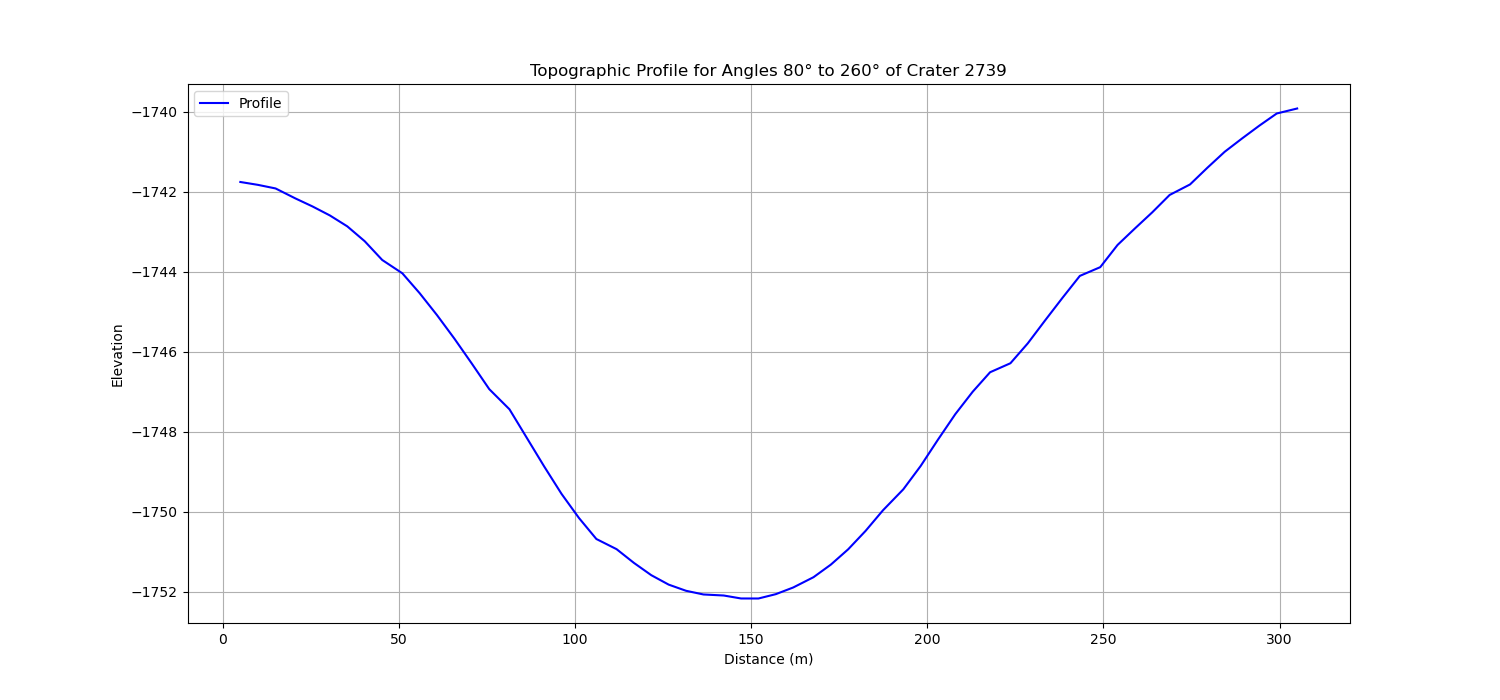 Topographic Profile for Angles 80° to 260° of Crater 2739
Profile
−1740
−1742
−1744
−1746
−1748
−1750
−1752
Elevation
0 50 100 150 200 250 300
Distance (m)